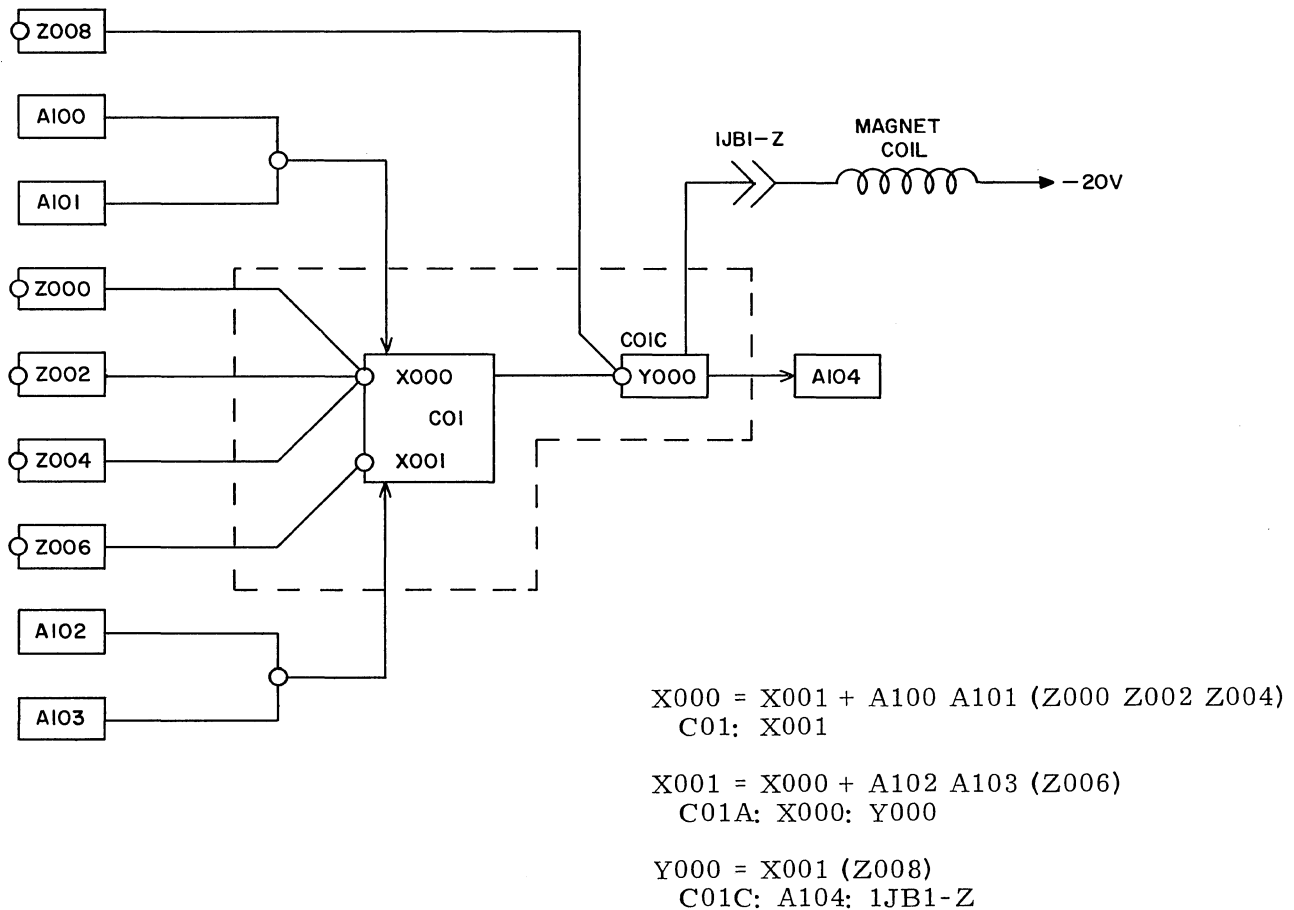 Z008
A100
A101
1JB1-Z
MAGNET
COIL
-20V
Z000
Z002
Z004
Z006
X000
C01
X001
C01C
Y000
A104
A102
A103
X000 = X001 + A100 A101 (Z000 Z002 Z004)
C01: X001
X001 = X000 + A102 A103 (Z006)
C01A: X000: Y000
Y000 = X001 (Z008)
C01C: A104: 1JB1-Z